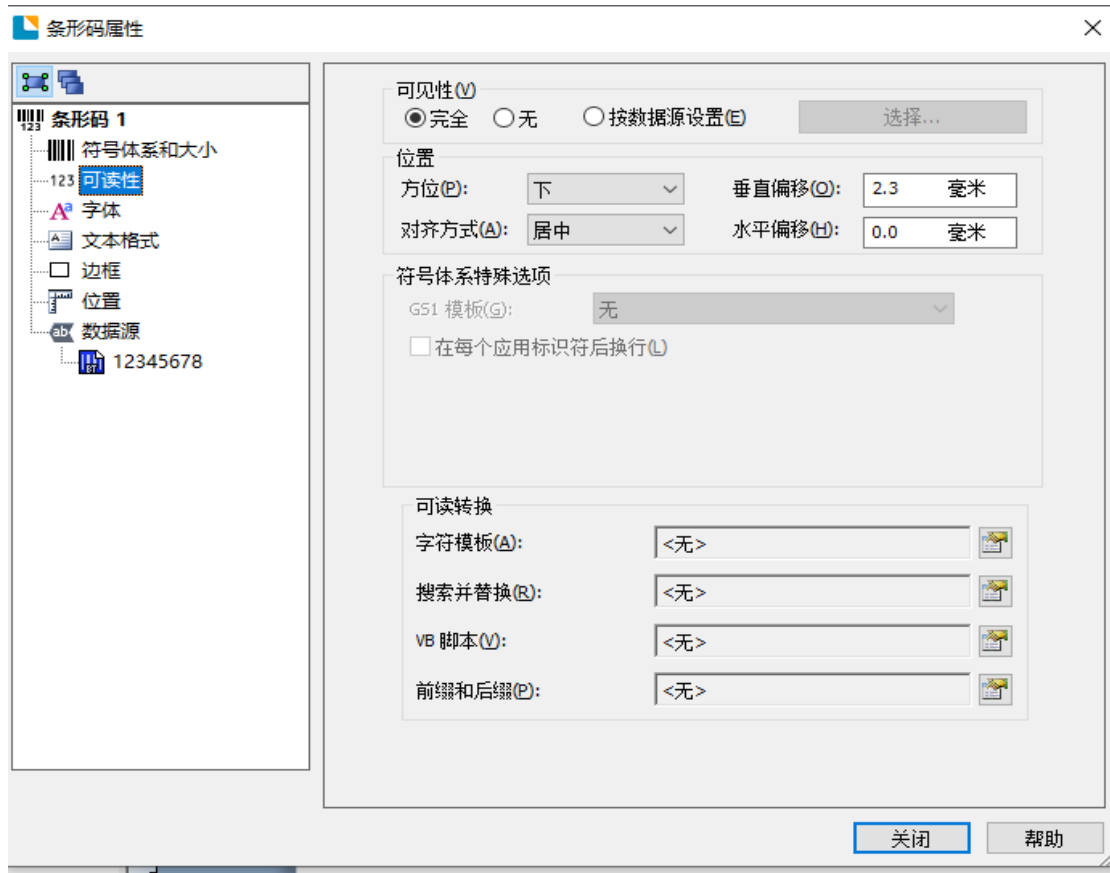 条形码属性
条形码 1
符号体系和大小
123 可读性
字体
文本格式
边框
位置
数据源
12345678
可见性(V)
完全 无 按数据源设置(E) 选择...
位置
方位(P): 下 垂直偏移(O): 2.3 毫米
对齐方式(A): 居中 水平偏移(H): 0.0 毫米
符号体系特殊选项
GS1 模板(G): 无
在每个应用标识符后换行(L)
可读转换
字符模板(A): <无>
搜索并替换(R): <无>
VB 脚本(V): <无>
前缀和后缀(P): <无>
关闭 帮助